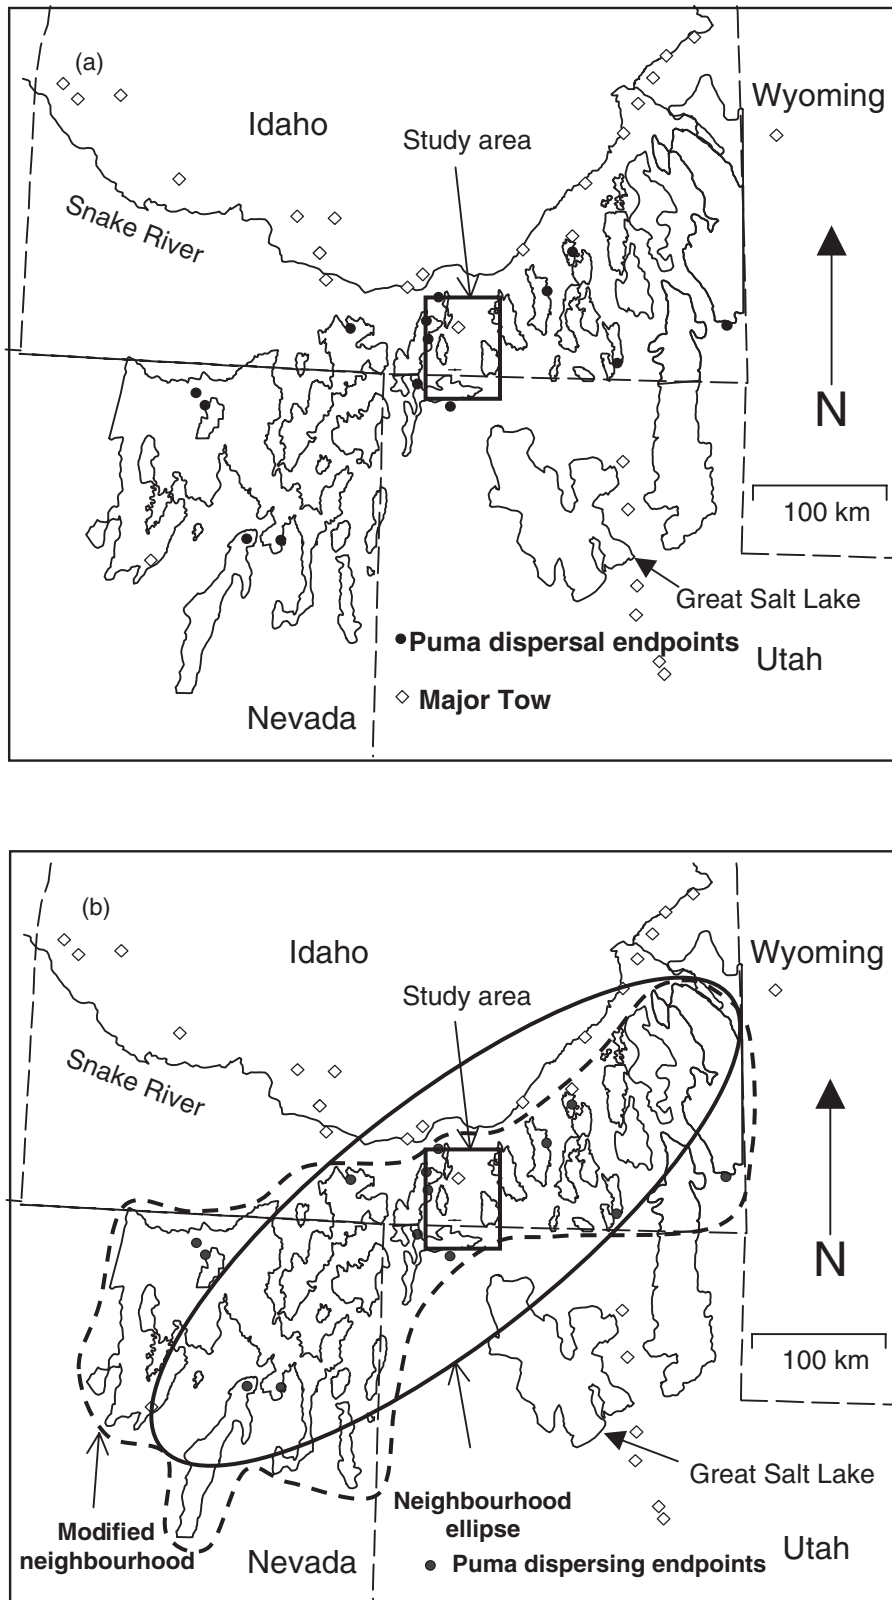 (a)
Wyoming
Idaho
Study area
Snake River
N
100 km
Great Salt Lake
Puma dispersal endpoints
Utah
Major Tow
Nevada
(b)
Wyoming
Idaho
Study area
Snake River
N
100 km
Great Salt Lake
Neighbourhood
ellipse
Modified
neighbourhood
Utah
Nevada
Puma dispersing endpoints